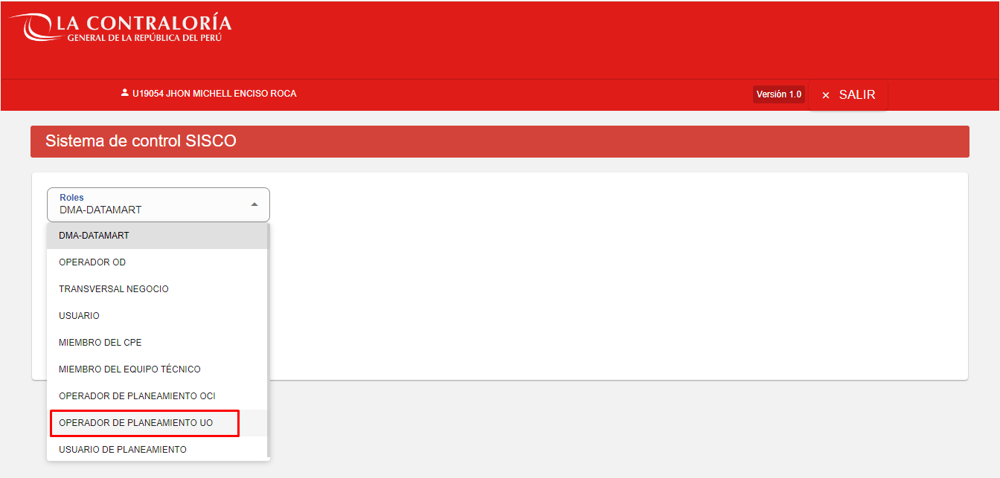 LA CONTRALORÍA
GENERAL DE LA REPÚBLICA DEL PERÚ
U19054 JHON MICHELL ENCISO ROCA
Versión 1.0
× SALIR
Sistema de control SISCO
Roles
DMA-DATAMART
DMA-DATAMART
OPERADOR OD
TRANSVERSAL NEGOCIO
USUARIO
MIEMBRO DEL CPE
MIEMBRO DEL EQUIPO TÉCNICO
OPERADOR DE PLANEAMIENTO OCI
OPERADOR DE PLANEAMIENTO UO
USUARIO DE PLANEAMIENTO